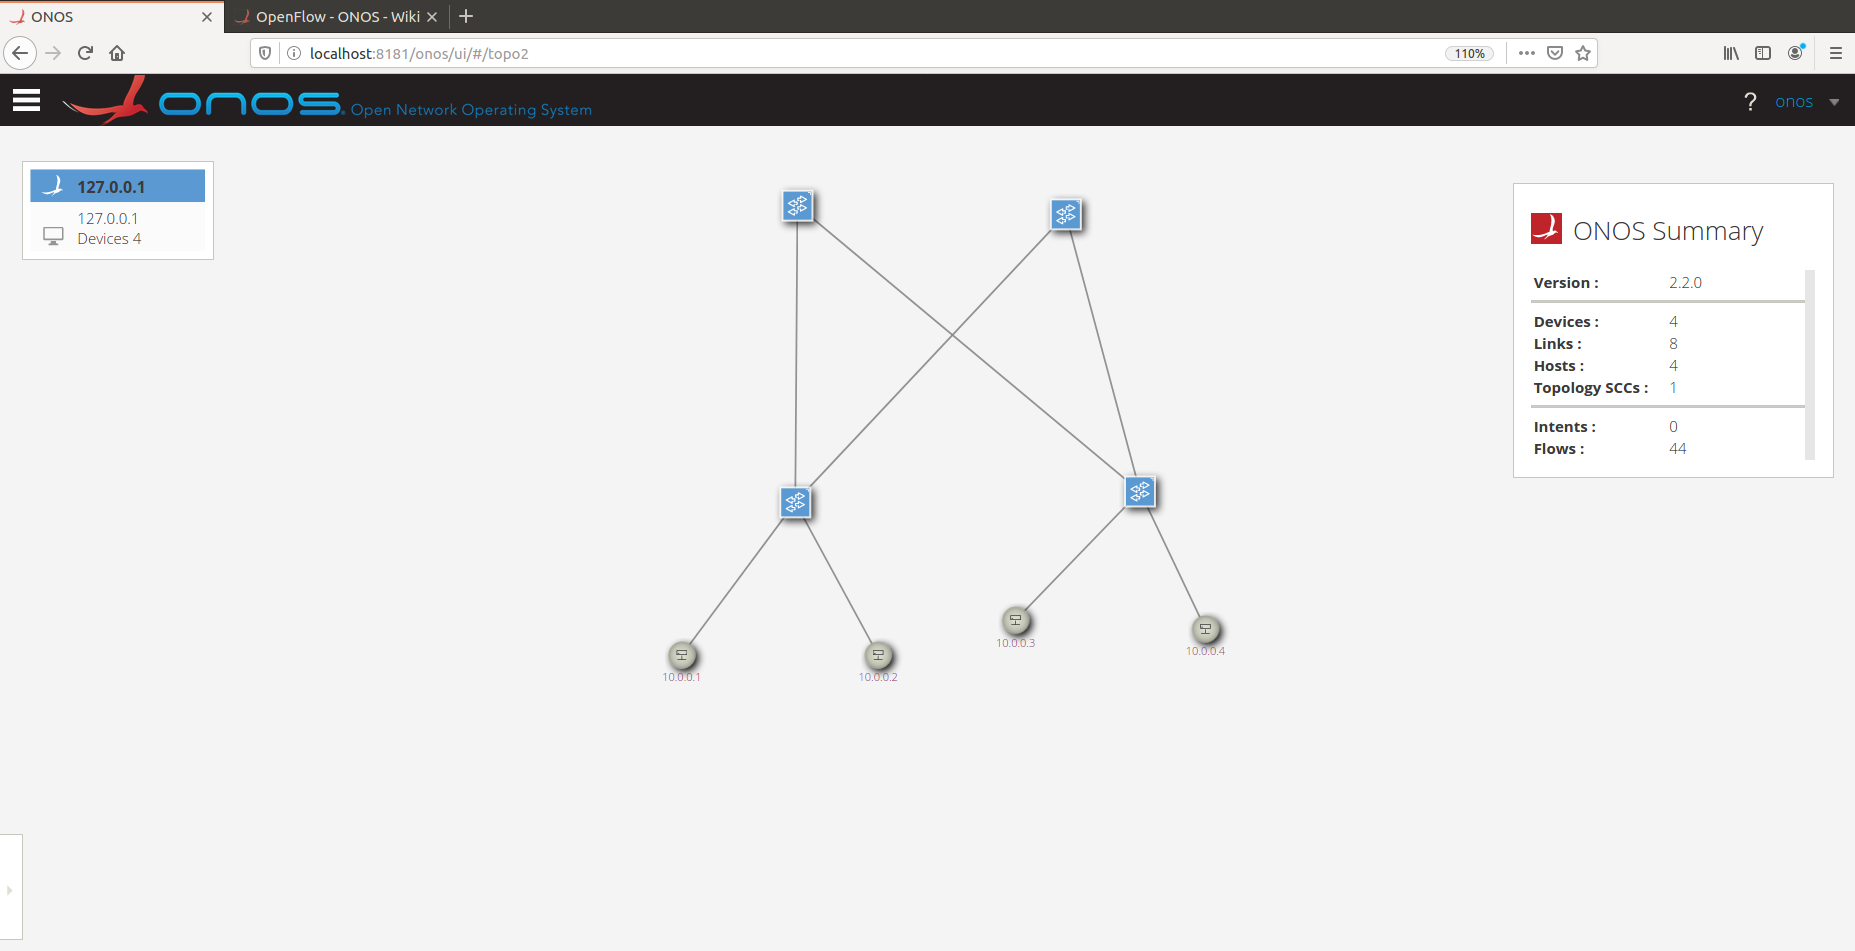 ONOS
OpenFlow - ONOS - Wiki
localhost:8181/onos/ui/#/topo2
110%
onos Open Network Operating System
? onos
127.0.0.1
127.0.0.1
Devices 4
ONOS Summary
Version : 2.2.0
Devices : 4
Links : 8
Hosts : 4
Topology SCCs : 1
Intents : 0
Flows : 44
10.0.0.3
10.0.0.4
10.0.0.1
10.0.0.2